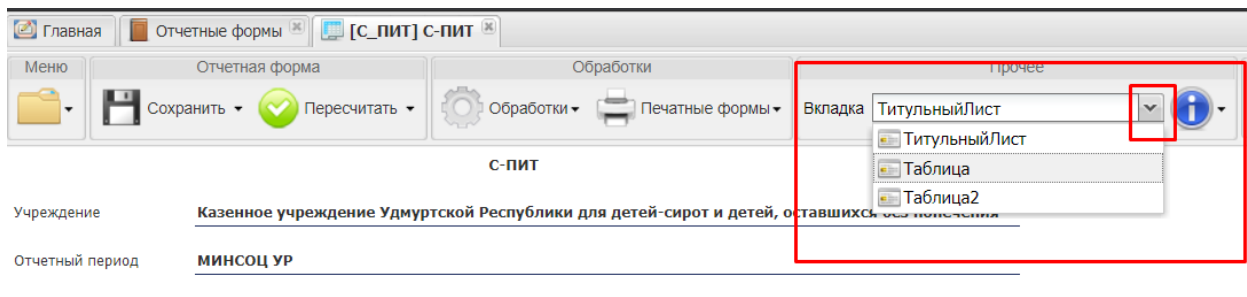 Главная Отчетные формы [С_ПИТ] С-ПИТ
Меню Отчетная форма Обработки Прочее
Сохранить Пересчитать Обработки Печатные формы Вкладка ТитульныйЛист
ТитульныйЛист
С-ПИТ
Таблица
Таблица2
Учреждение Казенное учреждение Удмуртской Республики для детей-сирот и детей, оставшихся без попечения
Отчетный период МИНСОЦ УР